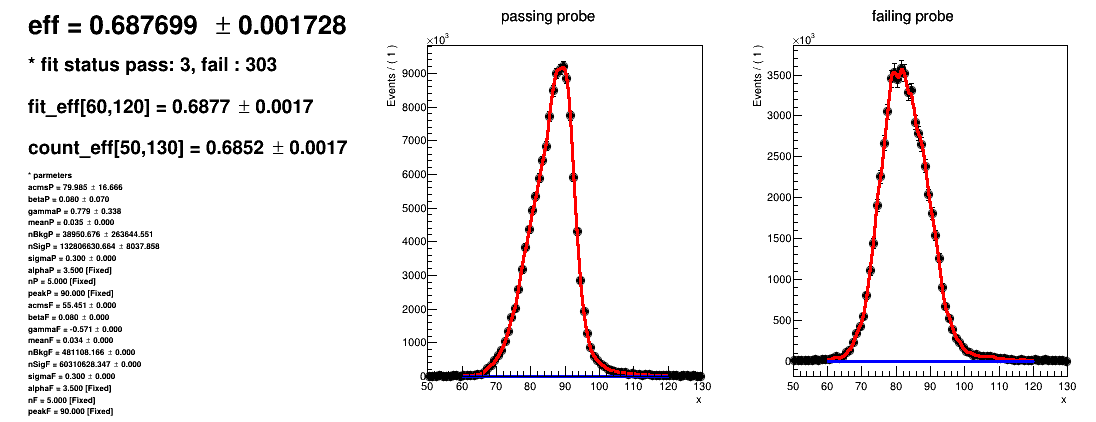 eff = 0.687699 ± 0.001728
* fit status pass: 3, fail : 303
fit_eff[60,120] = 0.6877 ± 0.0017
count_eff[50,130] = 0.6852 ± 0.0017
* parmeters
acmsP = 79.985 ± 16.666
betaP = 0.080 ± 0.070
gammaP = 0.779 ± 0.338
meanP = 0.035 ± 0.000
nBkgP = 38950.676 ± 263644.551
nSigP = 132806630.664 ± 8037.858
sigmaP = 0.300 ± 0.000
alphaP = 3.500 [Fixed]
nP = 5.000 [Fixed]
peakP = 90.000 [Fixed]
acmsF = 55.451 ± 0.000
betaF = 0.080 ± 0.000
gammaF = -0.571 ± 0.000
meanF = 0.034 ± 0.000
nBkgF = 481108.166 ± 0.000
nSigF = 60310628.347 ± 0.000
sigmaF = 0.300 ± 0.000
alphaF = 3.500 [Fixed]
nF = 5.000 [Fixed]
peakF = 90.000 [Fixed]
passing probe
×10³
Events / ( 1 )
9000
8000
7000
6000
5000
4000
3000
2000
1000
0
50 60 70 80 90 100 110 120 130
x
failing probe
×10³
Events / ( 1 )
3500
3000
2500
2000
1500
1000
500
0
50 60 70 80 90 100 110 120 130
x